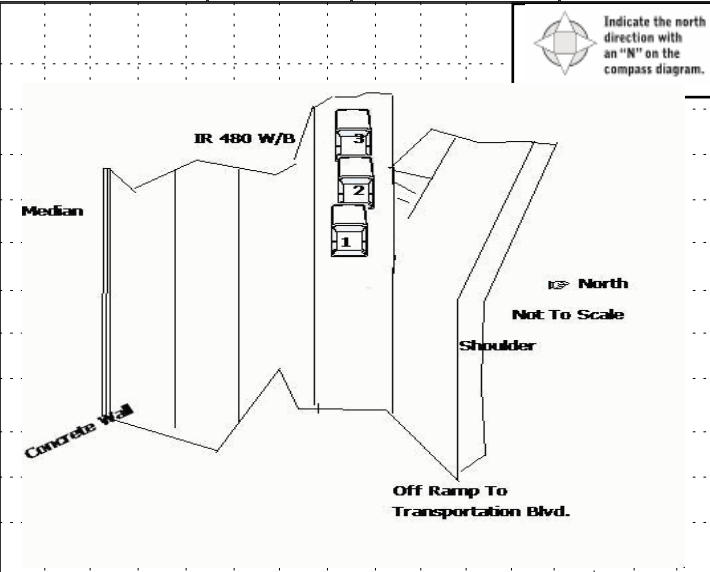 Indicate the north
direction with
an "N" on the
compass diagram.
IR 480 W/B
3
2
Median
1
☞ North
Not To Scale
Shoulder
Concrete Wall
Off Ramp To
Transportation Blvd.